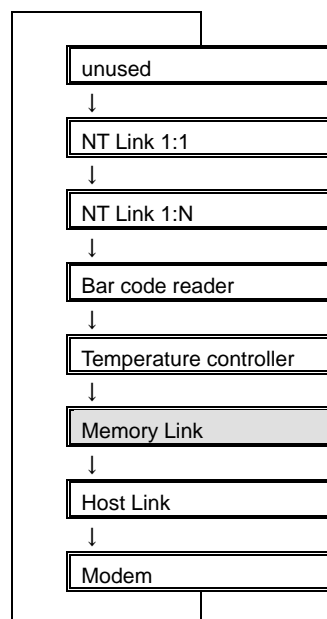 unused
↓
NT Link 1:1
↓
NT Link 1:N
↓
Bar code reader
↓
Temperature controller
↓
Memory Link
↓
Host Link
↓
Modem